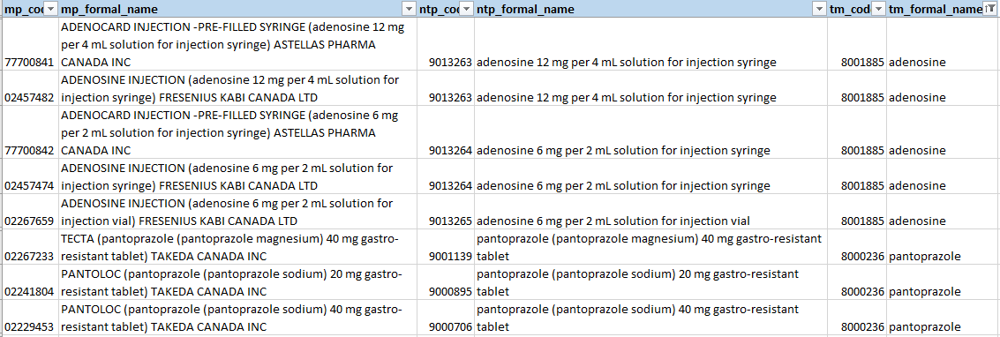 mp_cod mp_formal_name ntp_cod ntp_formal_name tm_cod tm_formal_name
ADENOCARD INJECTION -PRE-FILLED SYRINGE (adenosine 12 mg
per 4 mL solution for injection syringe) ASTELLAS PHARMA
77700841 CANADA INC 9013263 adenosine 12 mg per 4 mL solution for injection syringe 8001885 adenosine
ADENOSINE INJECTION (adenosine 12 mg per 4 mL solution for
02457482 injection syringe) FRESENIUS KABI CANADA LTD 9013263 adenosine 12 mg per 4 mL solution for injection syringe 8001885 adenosine
ADENOCARD INJECTION -PRE-FILLED SYRINGE (adenosine 6 mg
per 2 mL solution for injection syringe) ASTELLAS PHARMA
77700842 CANADA INC 9013264 adenosine 6 mg per 2 mL solution for injection syringe 8001885 adenosine
ADENOSINE INJECTION (adenosine 6 mg per 2 mL solution for
02457474 injection syringe) FRESENIUS KABI CANADA LTD 9013264 adenosine 6 mg per 2 mL solution for injection syringe 8001885 adenosine
ADENOSINE INJECTION (adenosine 6 mg per 2 mL solution for
02267659 injection vial) FRESENIUS KABI CANADA LTD 9013265 adenosine 6 mg per 2 mL solution for injection vial 8001885 adenosine
TECTA (pantoprazole (pantoprazole magnesium) 40 mg gastro- pantoprazole (pantoprazole magnesium) 40 mg gastro-resistant
02267233 resistant tablet) TAKEDA CANADA INC 9001139 tablet 8000236 pantoprazole
PANTOLOC (pantoprazole (pantoprazole sodium) 20 mg gastro- pantoprazole (pantoprazole sodium) 20 mg gastro-resistant
02241804 resistant tablet) TAKEDA CANADA INC 9000895 tablet 8000236 pantoprazole
PANTOLOC (pantoprazole (pantoprazole sodium) 40 mg gastro- pantoprazole (pantoprazole sodium) 40 mg gastro-resistant
02229453 resistant tablet) TAKEDA CANADA INC 9000706 tablet 8000236 pantoprazole